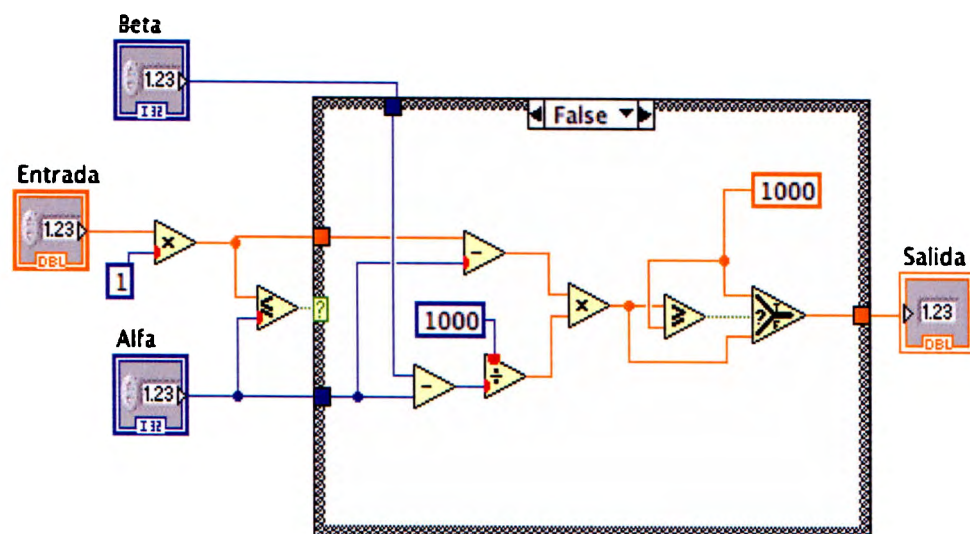 Beta
1.23
I32
False
Entrada
1000
1.23
DBL
1
Salida
1.23
DBL
?
?
T
F
1000
Alfa
1.23
I32